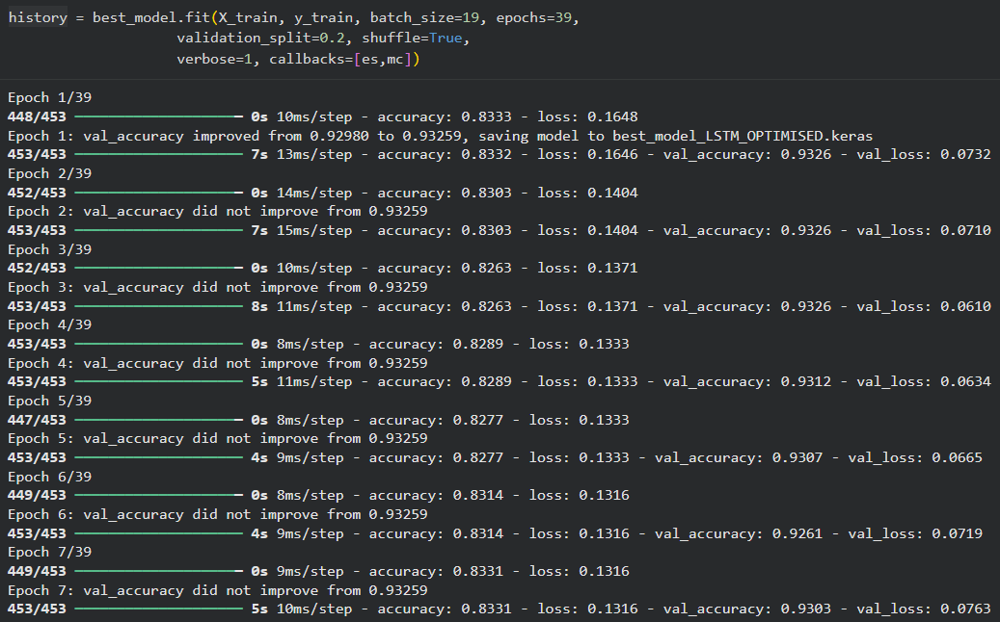 history = best_model.fit(X_train, y_train, batch_size=19, epochs=39,
validation_split=0.2, shuffle=True,
verbose=1, callbacks=[es,mc])
Epoch 1/39
448/453 ━━━━━━━━━━━━━━━━━━━━ 0s 10ms/step - accuracy: 0.8333 - loss: 0.1648
Epoch 1: val_accuracy improved from 0.92980 to 0.93259, saving model to best_model_LSTM_OPTIMISED.keras
453/453 ━━━━━━━━━━━━━━━━━━━━ 7s 13ms/step - accuracy: 0.8332 - loss: 0.1646 - val_accuracy: 0.9326 - val_loss: 0.0732
Epoch 2/39
452/453 ━━━━━━━━━━━━━━━━━━━━ 0s 14ms/step - accuracy: 0.8303 - loss: 0.1404
Epoch 2: val_accuracy did not improve from 0.93259
453/453 ━━━━━━━━━━━━━━━━━━━━ 7s 15ms/step - accuracy: 0.8303 - loss: 0.1404 - val_accuracy: 0.9326 - val_loss: 0.0710
Epoch 3/39
452/453 ━━━━━━━━━━━━━━━━━━━━ 0s 10ms/step - accuracy: 0.8263 - loss: 0.1371
Epoch 3: val_accuracy did not improve from 0.93259
453/453 ━━━━━━━━━━━━━━━━━━━━ 8s 11ms/step - accuracy: 0.8263 - loss: 0.1371 - val_accuracy: 0.9326 - val_loss: 0.0610
Epoch 4/39
453/453 ━━━━━━━━━━━━━━━━━━━━ 0s 8ms/step - accuracy: 0.8289 - loss: 0.1333
Epoch 4: val_accuracy did not improve from 0.93259
453/453 ━━━━━━━━━━━━━━━━━━━━ 5s 11ms/step - accuracy: 0.8289 - loss: 0.1333 - val_accuracy: 0.9312 - val_loss: 0.0634
Epoch 5/39
447/453 ━━━━━━━━━━━━━━━━━━━━ 0s 8ms/step - accuracy: 0.8277 - loss: 0.1333
Epoch 5: val_accuracy did not improve from 0.93259
453/453 ━━━━━━━━━━━━━━━━━━━━ 4s 9ms/step - accuracy: 0.8277 - loss: 0.1333 - val_accuracy: 0.9307 - val_loss: 0.0665
Epoch 6/39
449/453 ━━━━━━━━━━━━━━━━━━━━ 0s 8ms/step - accuracy: 0.8314 - loss: 0.1316
Epoch 6: val_accuracy did not improve from 0.93259
453/453 ━━━━━━━━━━━━━━━━━━━━ 4s 9ms/step - accuracy: 0.8314 - loss: 0.1316 - val_accuracy: 0.9261 - val_loss: 0.0719
Epoch 7/39
449/453 ━━━━━━━━━━━━━━━━━━━━ 0s 9ms/step - accuracy: 0.8331 - loss: 0.1316
Epoch 7: val_accuracy did not improve from 0.93259
453/453 ━━━━━━━━━━━━━━━━━━━━ 5s 10ms/step - accuracy: 0.8331 - loss: 0.1316 - val_accuracy: 0.9303 - val_loss: 0.0763